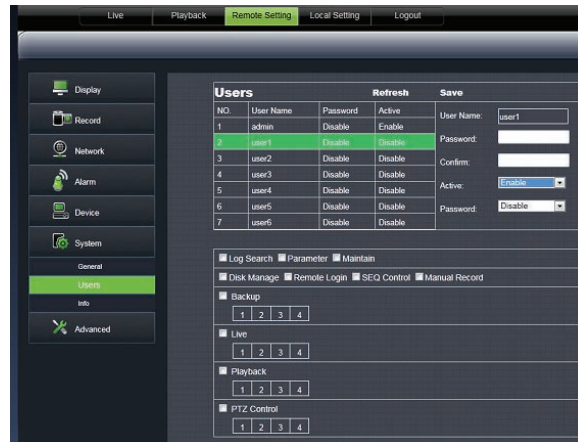 Live Playback Remote Setting Local Setting Logout
Display
Record
Network
Alarm
Device
System
General
Users
Info
Advanced
Users Refresh Save
NO. User Name Password Active
1 admin Disable Enable
2 user1 Disable Disable
3 user2 Disable Disable
4 user3 Disable Disable
5 user4 Disable Disable
6 user5 Disable Disable
7 user6 Disable Disable
User Name: user1
Password:
Confirm:
Active: Enable
Password: Disable
Log Search Parameter Maintain
Disk Manage Remote Login SEQ Control Manual Record
Backup
1 2 3 4
Live
1 2 3 4
Playback
1 2 3 4
PTZ Control
1 2 3 4